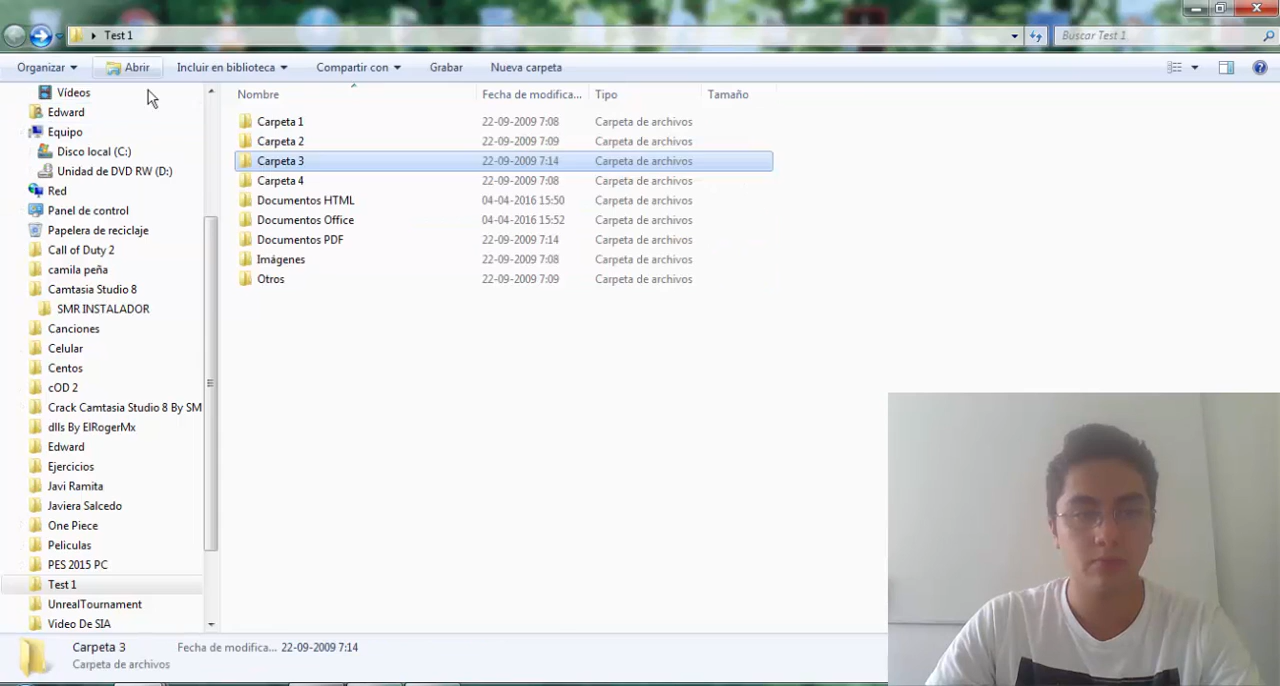 Test 1
Buscar Test 1
Organizar Abrir Incluir en biblioteca Compartir con Grabar Nueva carpeta
Vídeos
Edward
Equipo
Disco local (C:)
Unidad de DVD RW (D:)
Red
Panel de control
Papelera de reciclaje
Call of Duty 2
camila peña
Camtasia Studio 8
SMR INSTALADOR
Canciones
Celular
Centos
cOD 2
Crack Camtasia Studio 8 By SM
dlls By ElRogerMx
Edward
Ejercicios
Javi Ramita
Javiera Salcedo
One Piece
Peliculas
PES 2015 PC
Test 1
UnrealTournament
Video De SIA
Nombre Fecha de modifica... Tipo Tamaño
Carpeta 1 22-09-2009 7:08 Carpeta de archivos
Carpeta 2 22-09-2009 7:09 Carpeta de archivos
Carpeta 3 22-09-2009 7:14 Carpeta de archivos
Carpeta 4 22-09-2009 7:08 Carpeta de archivos
Documentos HTML 04-04-2016 15:50 Carpeta de archivos
Documentos Office 04-04-2016 15:52 Carpeta de archivos
Documentos PDF 22-09-2009 7:14 Carpeta de archivos
Imágenes 22-09-2009 7:08 Carpeta de archivos
Otros 22-09-2009 7:09 Carpeta de archivos
Carpeta 3 Fecha de modifica... 22-09-2009 7:14
Carpeta de archivos